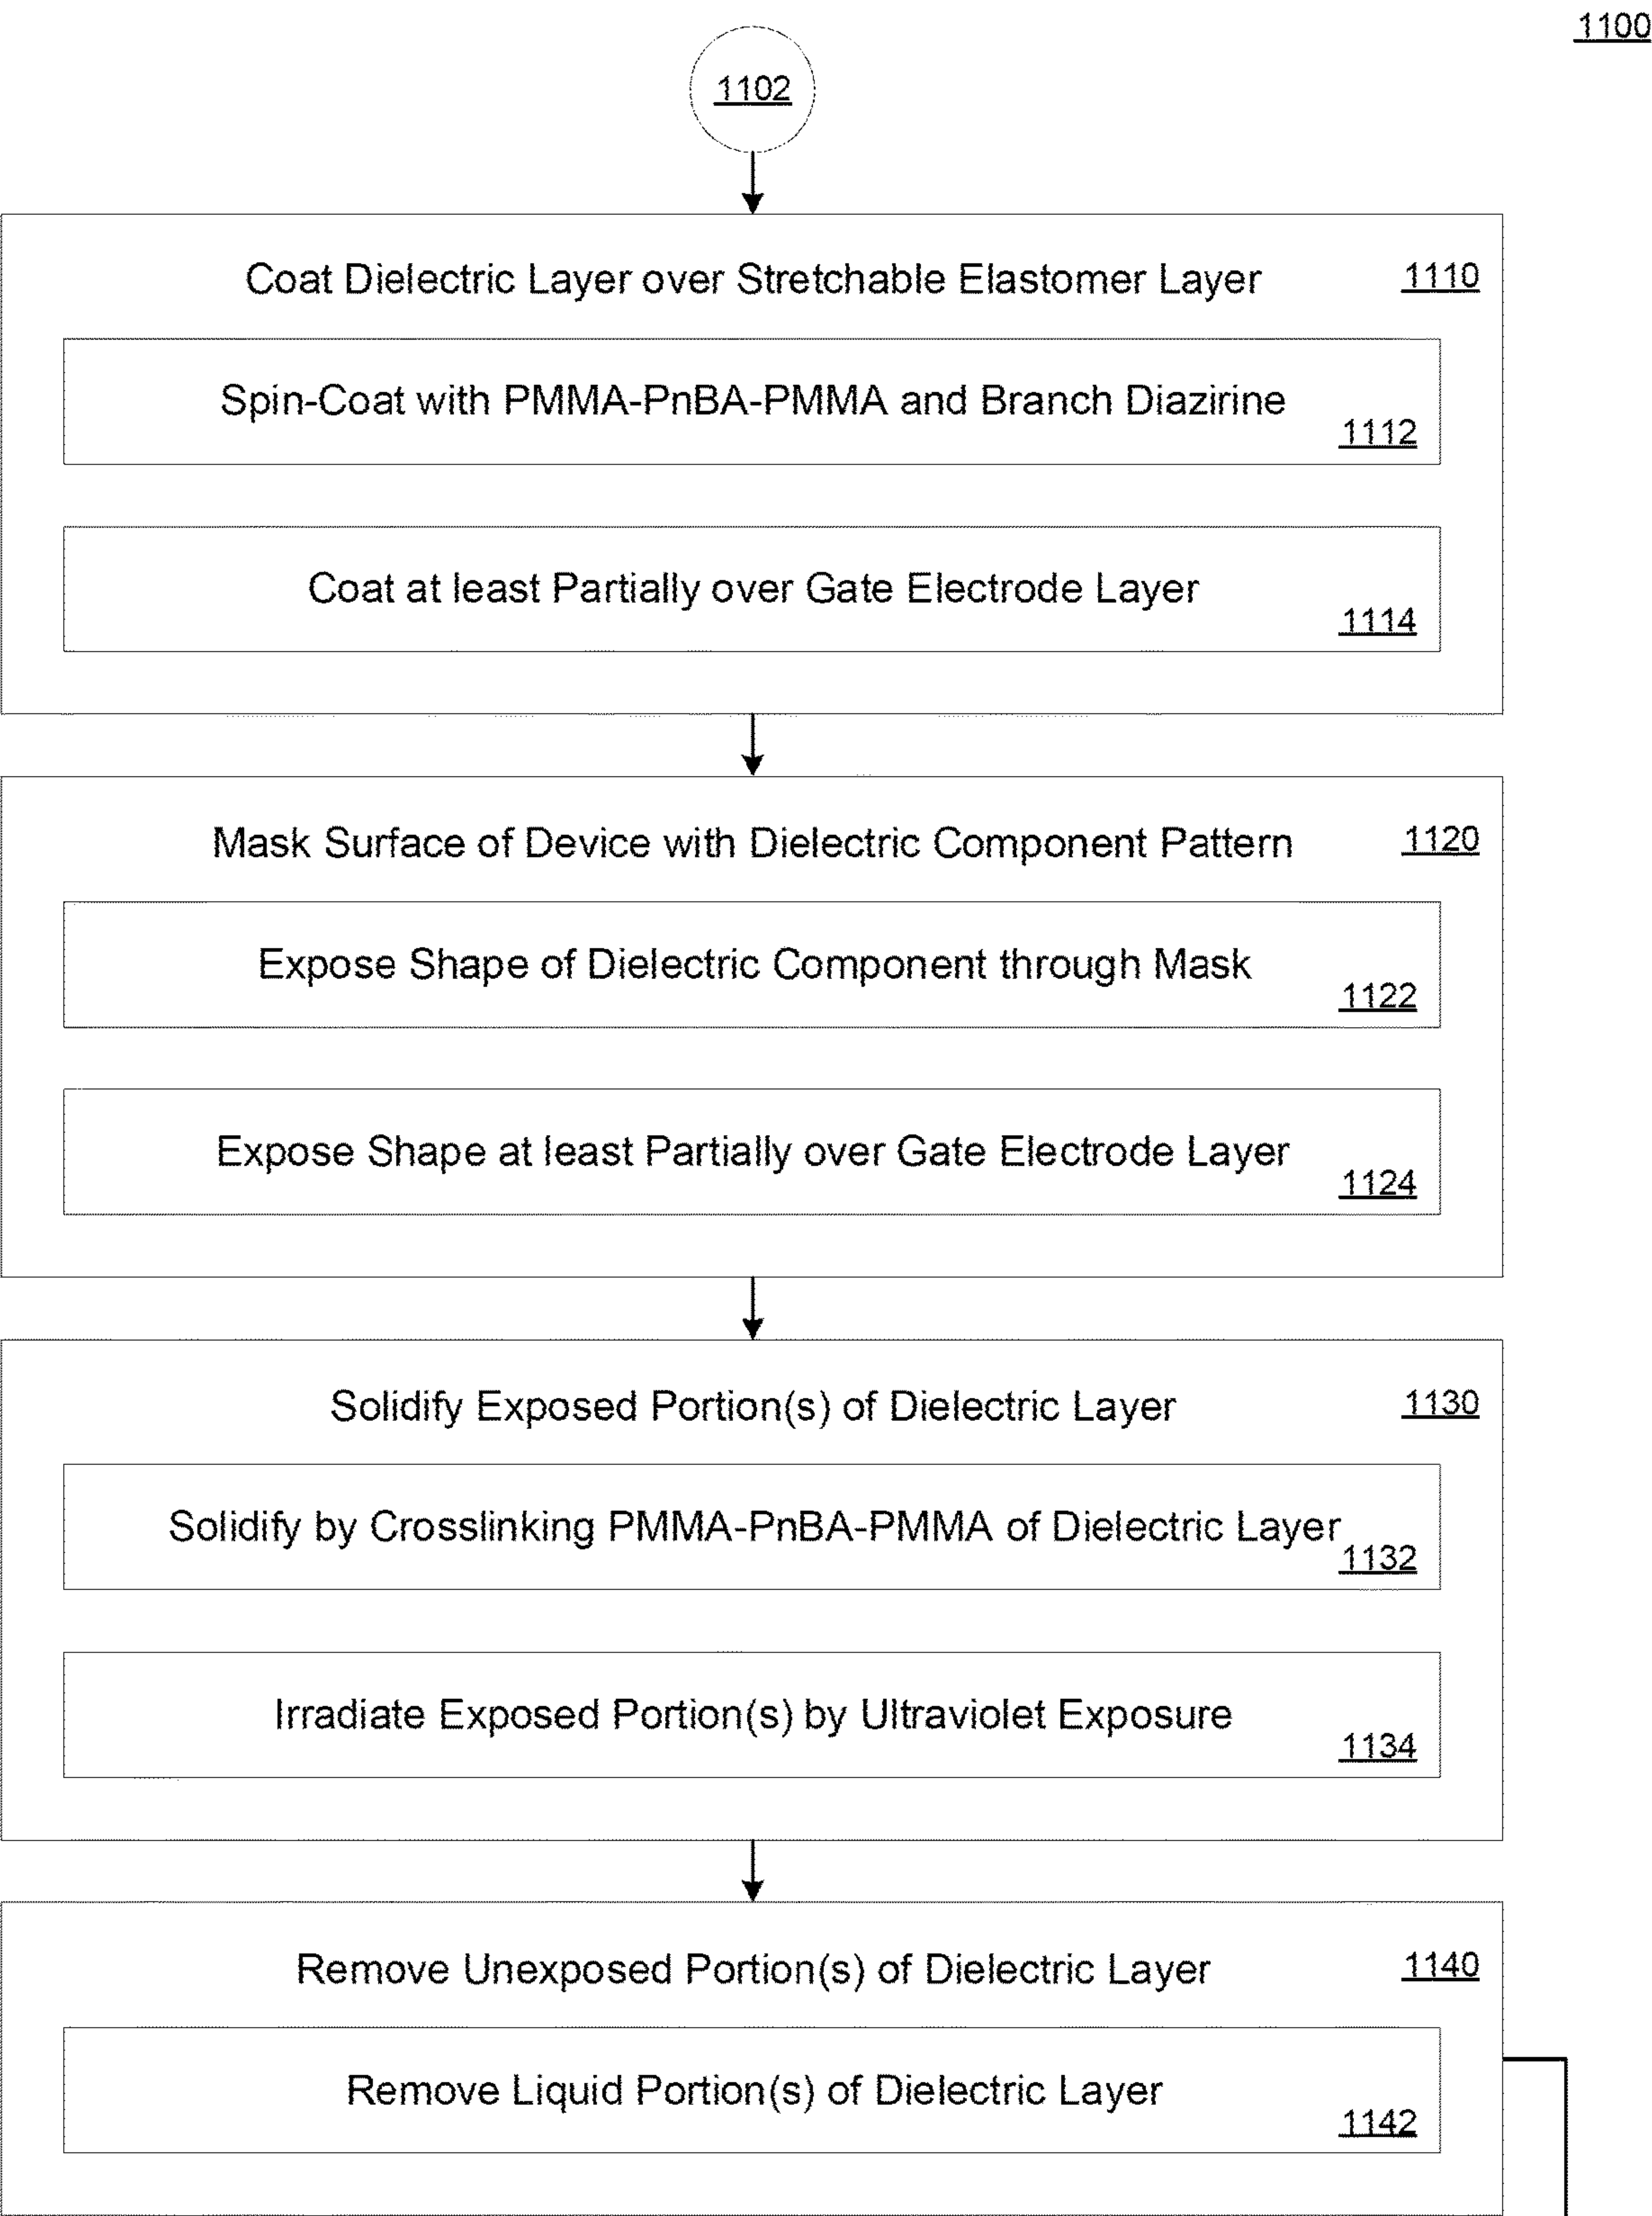 1100
1102
Coat Dielectric Layer over Stretchable Elastomer Layer 1110
Spin-Coat with PMMA-PnBA-PMMA and Branch Diazirine
1112
Coat at least Partially over Gate Electrode Layer
1114
Mask Surface of Device with Dielectric Component Pattern 1120
Expose Shape of Dielectric Component through Mask
1122
Expose Shape at least Partially over Gate Electrode Layer
1124
Solidify Exposed Portion(s) of Dielectric Layer 1130
Solidify by Crosslinking PMMA-PnBA-PMMA of Dielectric Layer
1132
Irradiate Exposed Portion(s) by Ultraviolet Exposure
1134
Remove Unexposed Portion(s) of Dielectric Layer 1140
Remove Liquid Portion(s) of Dielectric Layer
1142